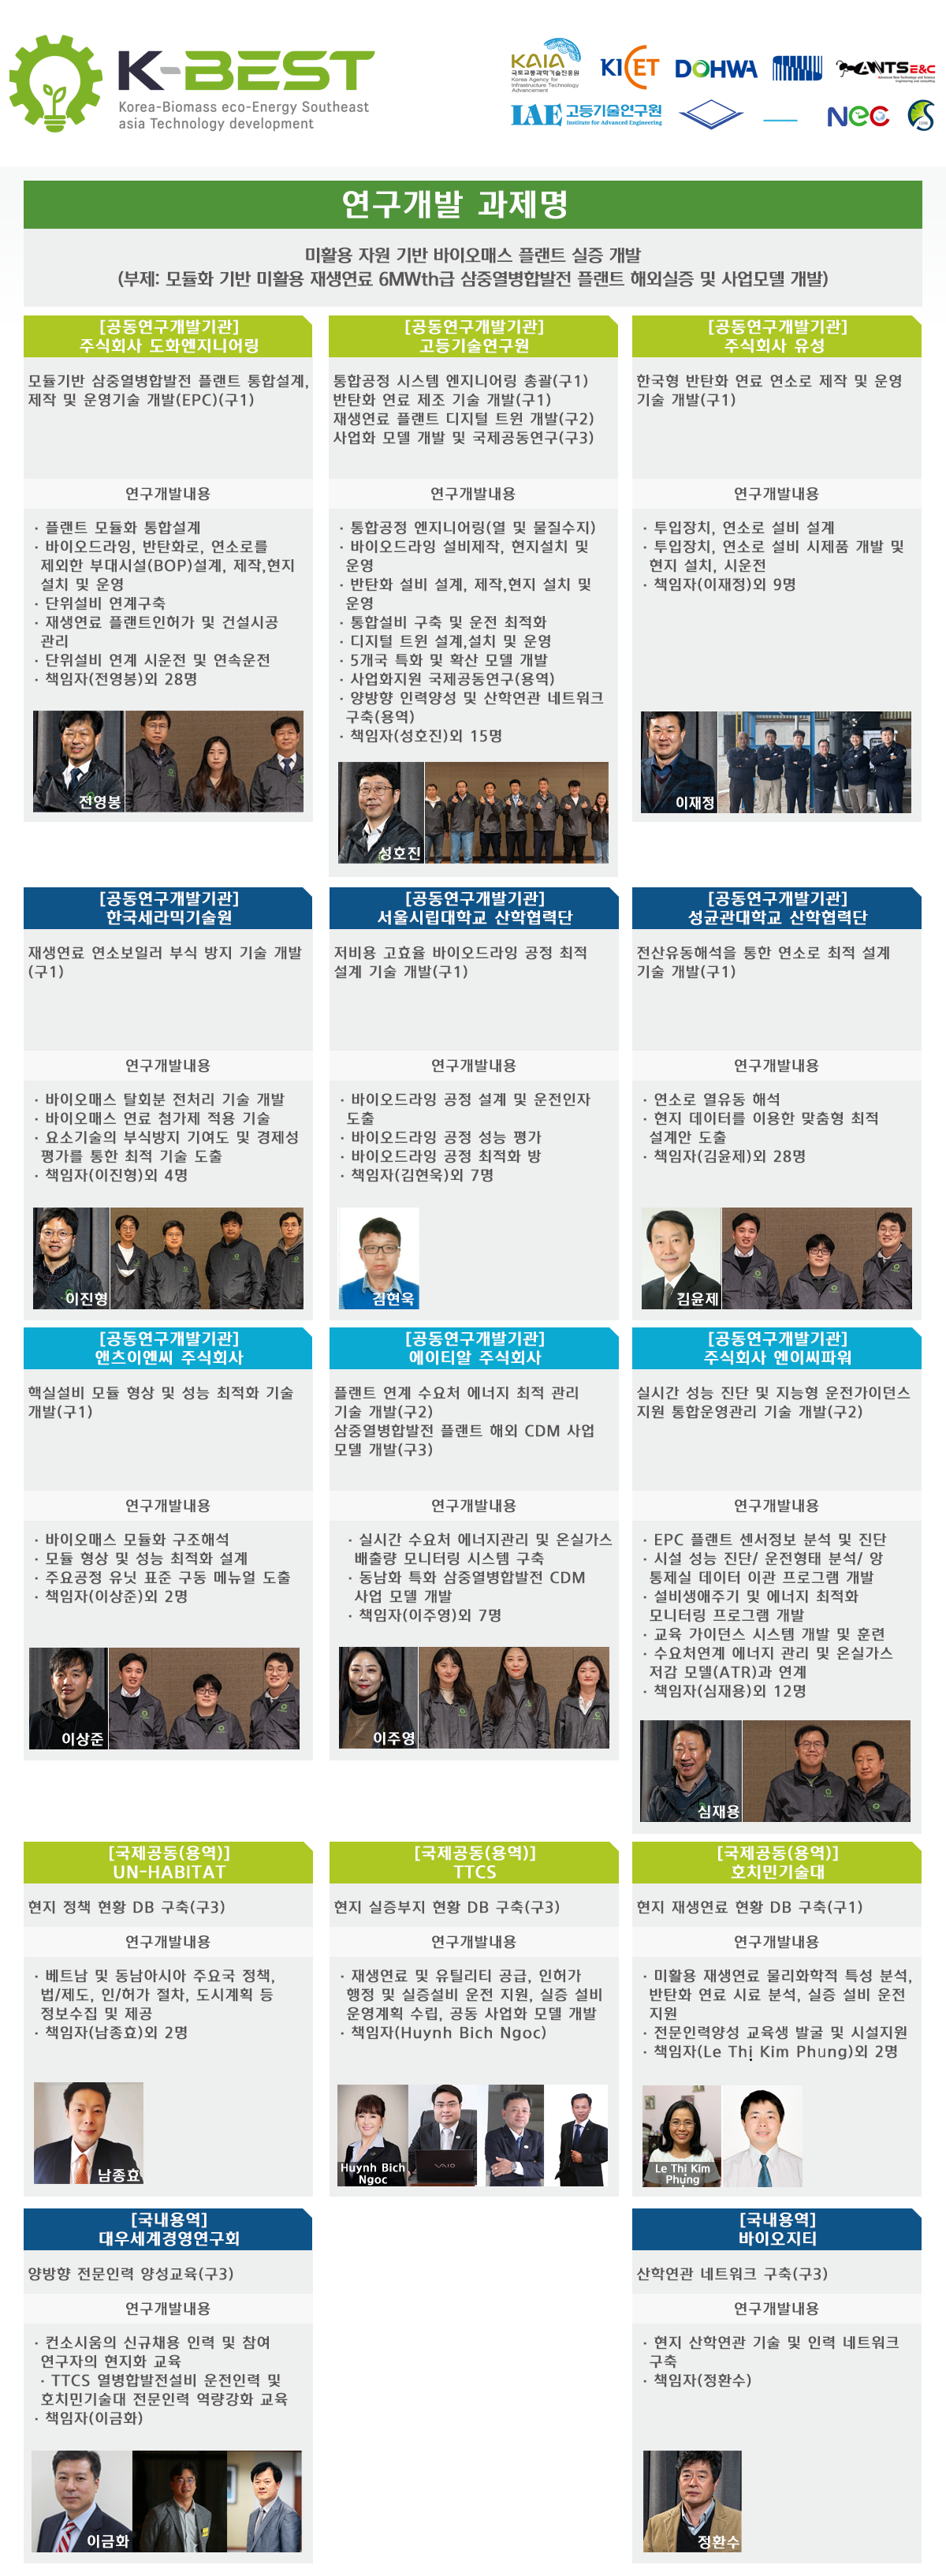 K-BEST
Korea-Biomass eco-Energy Southeast
asia Technology development
KAIA
국토교통과학기술진흥원
Korea Agency for
Infrastructure Technology
Advancement
KICET
DOHWA
ANTS E&C
IAE 고등기술연구원
Institute for Advanced Engineering
NeC
연구개발 과제명
미활용 자원 기반 바이오매스 플랜트 실증 개발
(부제: 모듈화 기반 미활용 재생연료 6MWth급 삼중열병합발전 플랜트 해외실증 및 사업모델 개발)
[공동연구개발기관]
주식회사 도화엔지니어링
모듈기반 삼중열병합발전 플랜트 통합설계,
제작 및 운영기술 개발(EPC)(구1)
연구개발내용
· 플랜트 모듈화 통합설계
· 바이오드라잉, 반탄화로, 연소로를
제외한 부대시설(BOP)설계, 제작,현지
설치 및 운영
· 단위설비 연계구축
· 재생연료 플랜트인허가 및 건설시공
관리
· 단위설비 연계 시운전 및 연속운전
· 책임자(전영봉)외 28명
전영봉
[공동연구개발기관]
고등기술연구원
통합공정 시스템 엔지니어링 총괄(구1)
반탄화 연료 제조 기술 개발(구1)
재생연료 플랜트 디지털 트윈 개발(구2)
사업화 모델 개발 및 국제공동연구(구3)
연구개발내용
· 통합공정 엔지니어링(열 및 물질수지)
· 바이오드라잉 설비제작, 현지설치 및
운영
· 반탄화 설비 설계, 제작,현지 설치 및
운영
· 통합설비 구축 및 운전 최적화
· 디지털 트윈 설계,설치 및 운영
· 5개국 특화 및 확산 모델 개발
· 사업화지원 국제공동연구(용역)
· 양방향 인력양성 및 산학연관 네트워크
구축(용역)
· 책임자(성호진)외 15명
성호진
[공동연구개발기관]
주식회사 유성
한국형 반탄화 연료 연소로 제작 및 운영
기술 개발(구1)
연구개발내용
· 투입장치, 연소로 설비 설계
· 투입장치, 연소로 설비 시제품 개발 및
현지 설치, 시운전
· 책임자(이재정)외 9명
이재정
[공동연구개발기관]
한국세라믹기술원
재생연료 연소보일러 부식 방지 기술 개발
(구1)
연구개발내용
· 바이오매스 탈회분 전처리 기술 개발
· 바이오매스 연료 첨가제 적용 기술
· 요소기술의 부식방지 기여도 및 경제성
평가를 통한 최적 기술 도출
· 책임자(이진형)외 4명
이진형
[공동연구개발기관]
서울시립대학교 산학협력단
저비용 고효율 바이오드라잉 공정 최적
설계 기술 개발(구1)
연구개발내용
· 바이오드라잉 공정 설계 및 운전인자
도출
· 바이오드라잉 공정 성능 평가
· 바이오드라잉 공정 최적화 방
· 책임자(김현욱)외 7명
김현욱
[공동연구개발기관]
성균관대학교 산학협력단
전산유동해석을 통한 연소로 최적 설계
기술 개발(구1)
연구개발내용
· 연소로 열유동 해석
· 현지 데이터를 이용한 맞춤형 최적
설계안 도출
· 책임자(김윤제)외 28명
김윤제
[공동연구개발기관]
앤츠이앤씨 주식회사
핵실설비 모듈 형상 및 성능 최적화 기술
개발(구1)
연구개발내용
· 바이오매스 모듈화 구조해석
· 모듈 형상 및 성능 최적화 설계
· 주요공정 유닛 표준 구동 메뉴얼 도출
· 책임자(이상준)외 2명
이상준
[공동연구개발기관]
에이티알 주식회사
플랜트 연계 수요처 에너지 최적 관리
기술 개발(구2)
삼중열병합발전 플랜트 해외 CDM 사업
모델 개발(구3)
연구개발내용
· 실시간 수요처 에너지관리 및 온실가스
배출량 모니터링 시스템 구축
· 동남화 특화 삼중열병합발전 CDM
사업 모델 개발
· 책임자(이주영)외 7명
이주영
[공동연구개발기관]
주식회사 엔이씨파워
실시간 성능 진단 및 지능형 운전가이던스
지원 통합운영관리 기술 개발(구2)
연구개발내용
· EPC 플랜트 센서정보 분석 및 진단
· 시설 성능 진단/ 운전형태 분석/ 앙
통제실 데이터 이관 프로그램 개발
· 설비생애주기 및 에너지 최적화
모니터링 프로그램 개발
· 교육 가이던스 시스템 개발 및 훈련
· 수요처연계 에너지 관리 및 온실가스
저감 모델(ATR)과 연계
· 책임자(심재용)외 12명
심재용
[국제공동(용역)]
UN-HABITAT
현지 정책 현황 DB 구축(구3)
연구개발내용
· 베트남 및 동남아시아 주요국 정책,
법/제도, 인/허가 절차, 도시계획 등
정보수집 및 제공
· 책임자(남종효)외 2명
남종효
[국제공동(용역)]
TTCS
현지 실증부지 현황 DB 구축(구3)
연구개발내용
· 재생연료 및 유틸리티 공급, 인허가
행정 및 실증설비 운전 지원, 실증 설비
운영계획 수립, 공동 사업화 모델 개발
· 책임자(Huynh Bich Ngoc)
Huynh Bich
Ngoc
VAIO
[국제공동(용역)]
호치민기술대
현지 재생연료 현황 DB 구축(구1)
연구개발내용
· 미활용 재생연료 물리화학적 특성 분석,
반탄화 연료 시료 분석, 실증 설비 운전
지원
· 전문인력양성 교육생 발굴 및 시설지원
· 책임자(Le Thị Kim Phung)외 2명
Le Thị Kim
Phụng
[국내용역]
대우세계경영연구회
양방향 전문인력 양성교육(구3)
연구개발내용
· 컨소시움의 신규채용 인력 및 참여
연구자의 현지화 교육
· TTCS 열병합발전설비 운전인력 및
호치민기술대 전문인력 역량강화 교육
· 책임자(이금화)
이금화
[국내용역]
바이오지티
산학연관 네트워크 구축(구3)
연구개발내용
· 현지 산학연관 기술 및 인력 네트워크
구축
· 책임자(정환수)
정환수